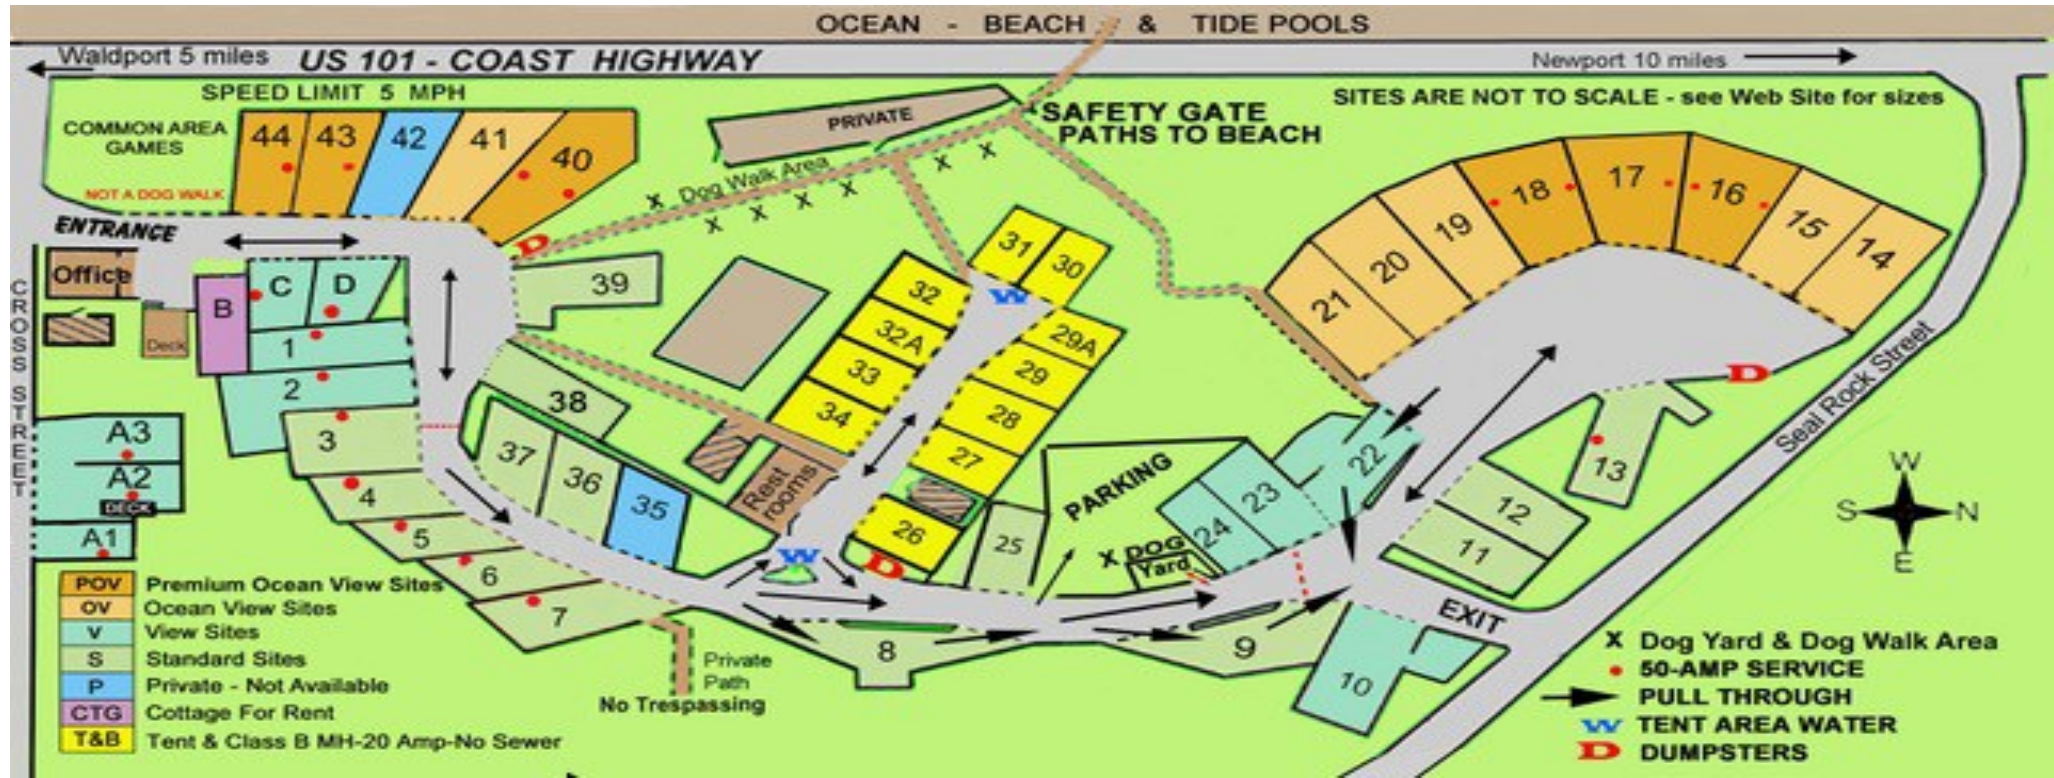 OCEAN - BEACH & TIDE POOLS
Waldport 5 miles US 101 - COAST HIGHWAY Newport 10 miles
SPEED LIMIT 5 MPH
SITES ARE NOT TO SCALE - see Web Site for sizes
COMMON AREA
GAMES
NOT A DOG WALK
44 43 42 41 40
PRIVATE
SAFETY GATE
PATHS TO BEACH
X Dog Walk Area X X
X X X X
D
ENTRANCE
Office
Deck
CROSS STREET
B C D
1
2
3
4
5
6
7
39
38
37 36 35
Rest
rooms
31 30
W
32
32A
33
34
29A
29
28
27
26
25
W
D
PARKING
X DOG
Yard
24 23 22
21 20 19 18 17 16 15 14
D
13
12
11
Seal Rock Street
8
9
10
EXIT
Private
Path
No Trespassing
A3
A2
DECK
A1
W
S N
E
POV Premium Ocean View Sites
OV Ocean View Sites
V View Sites
S Standard Sites
P Private - Not Available
CTG Cottage For Rent
T&B Tent & Class B MH-20 Amp-No Sewer
X Dog Yard & Dog Walk Area
50-AMP SERVICE
PULL THROUGH
W TENT AREA WATER
D DUMPSTERS